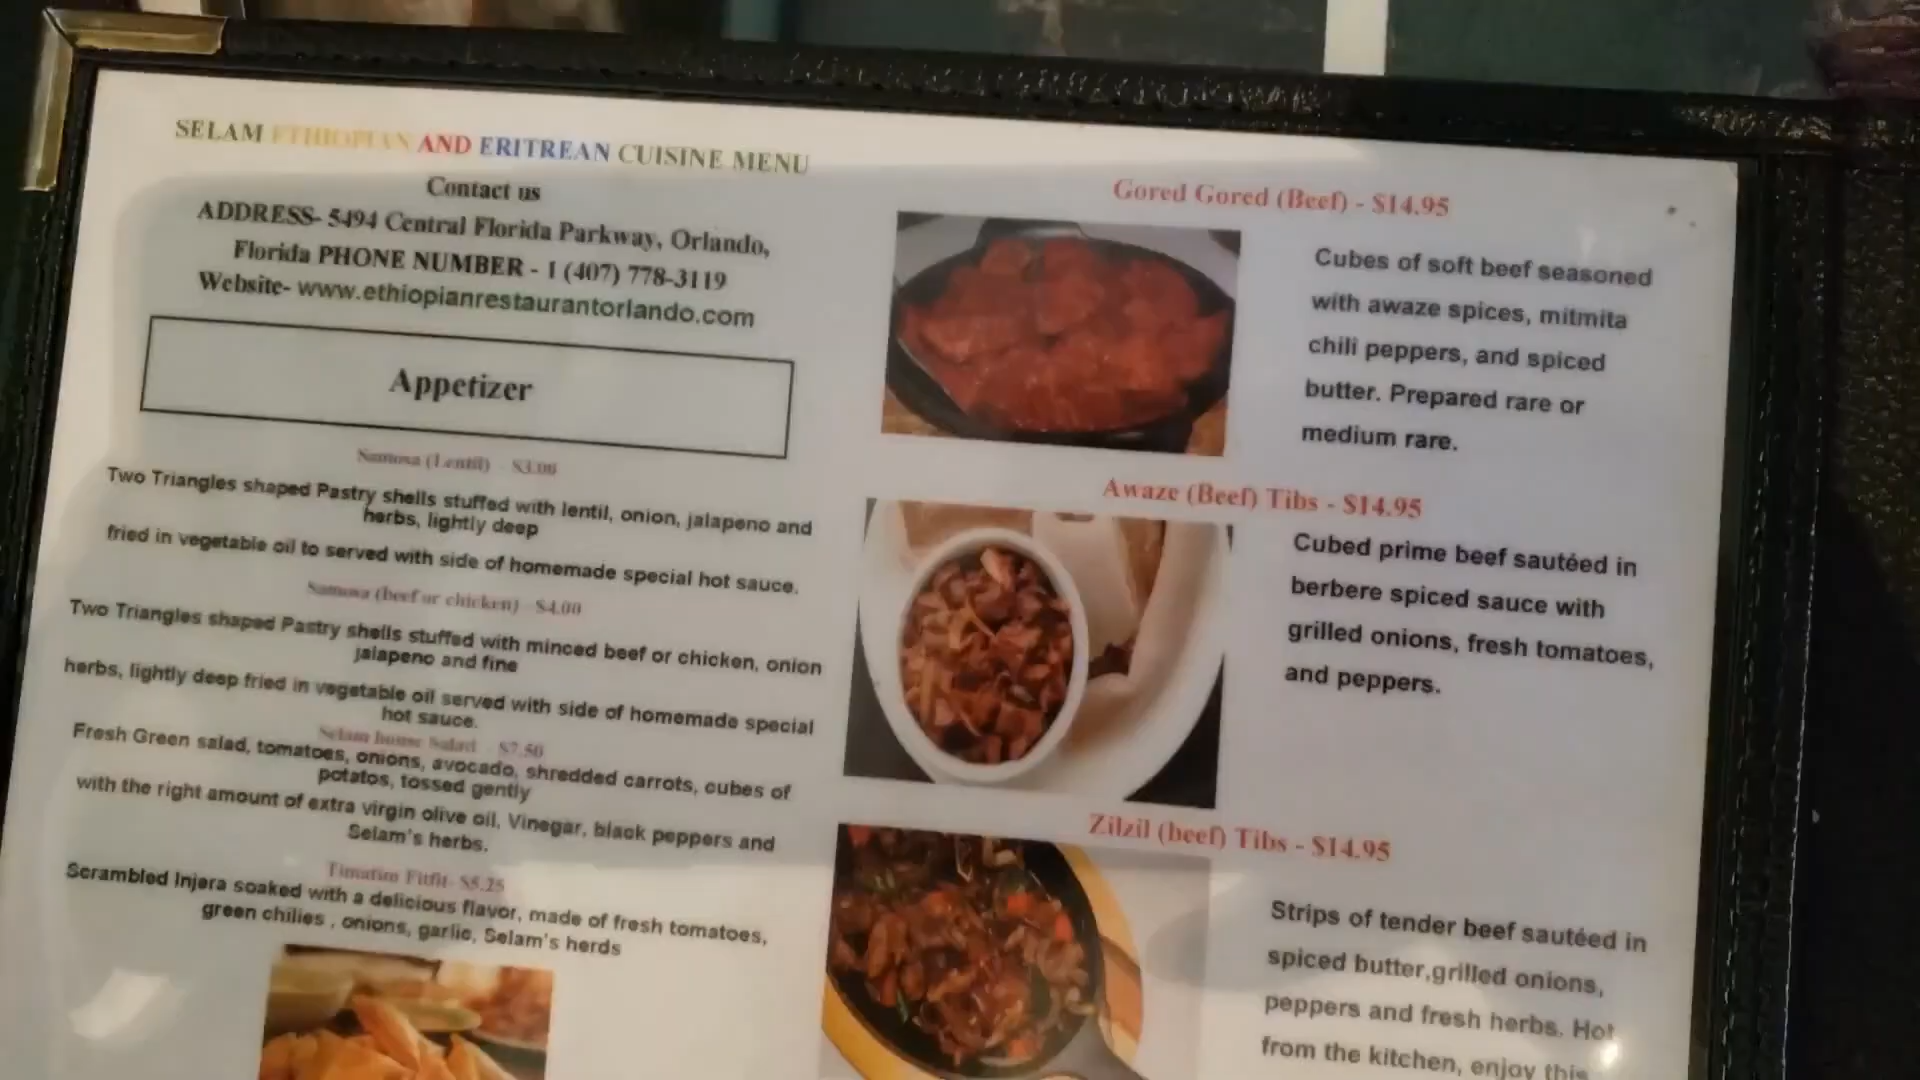 SELAM ETHIOPIAN AND ERITREAN CUISINE MENU
Contact us
ADDRESS- 5494 Central Florida Parkway, Orlando,
Florida PHONE NUMBER - 1 (407) 778-3119
Website- www.ethiopianrestaurantorlando.com
Appetizer
Samosa (Lentil) - $3.00
Two Triangles shaped Pastry shells stuffed with lentil, onion, jalapeno and
herbs, lightly deep
fried in vegetable oil to served with side of homemade special hot sauce.
Samosa (beef or chicken) - $4.00
Two Triangles shaped Pastry shells stuffed with minced beef or chicken, onion
jalapeno and fine
herbs, lightly deep fried in vegetable oil served with side of homemade special
hot sauce.
Selam house Salad - $7.50
Fresh Green salad, tomatoes, onions, avocado, shredded carrots, cubes of
potatos, tossed gently
with the right amount of extra virgin olive oil, Vinegar, black peppers and
Selam's herbs.
Timatim Fitfit- $5.25
Scrambled Injera soaked with a delicious flavor, made of fresh tomatoes,
green chilies , onions, garlic, Selam's herds
Gored Gored (Beef) - $14.95
Cubes of soft beef seasoned
with awaze spices, mitmita
chili peppers, and spiced
butter. Prepared rare or
medium rare.
Awaze (Beef) Tibs - $14.95
Cubed prime beef sautéed in
berbere spiced sauce with
grilled onions, fresh tomatoes,
and peppers.
Zilzil (beef) Tibs - $14.95
Strips of tender beef sautéed in
spiced butter,grilled onions,
peppers and fresh herbs. Hot
from the kitchen, enjoy this